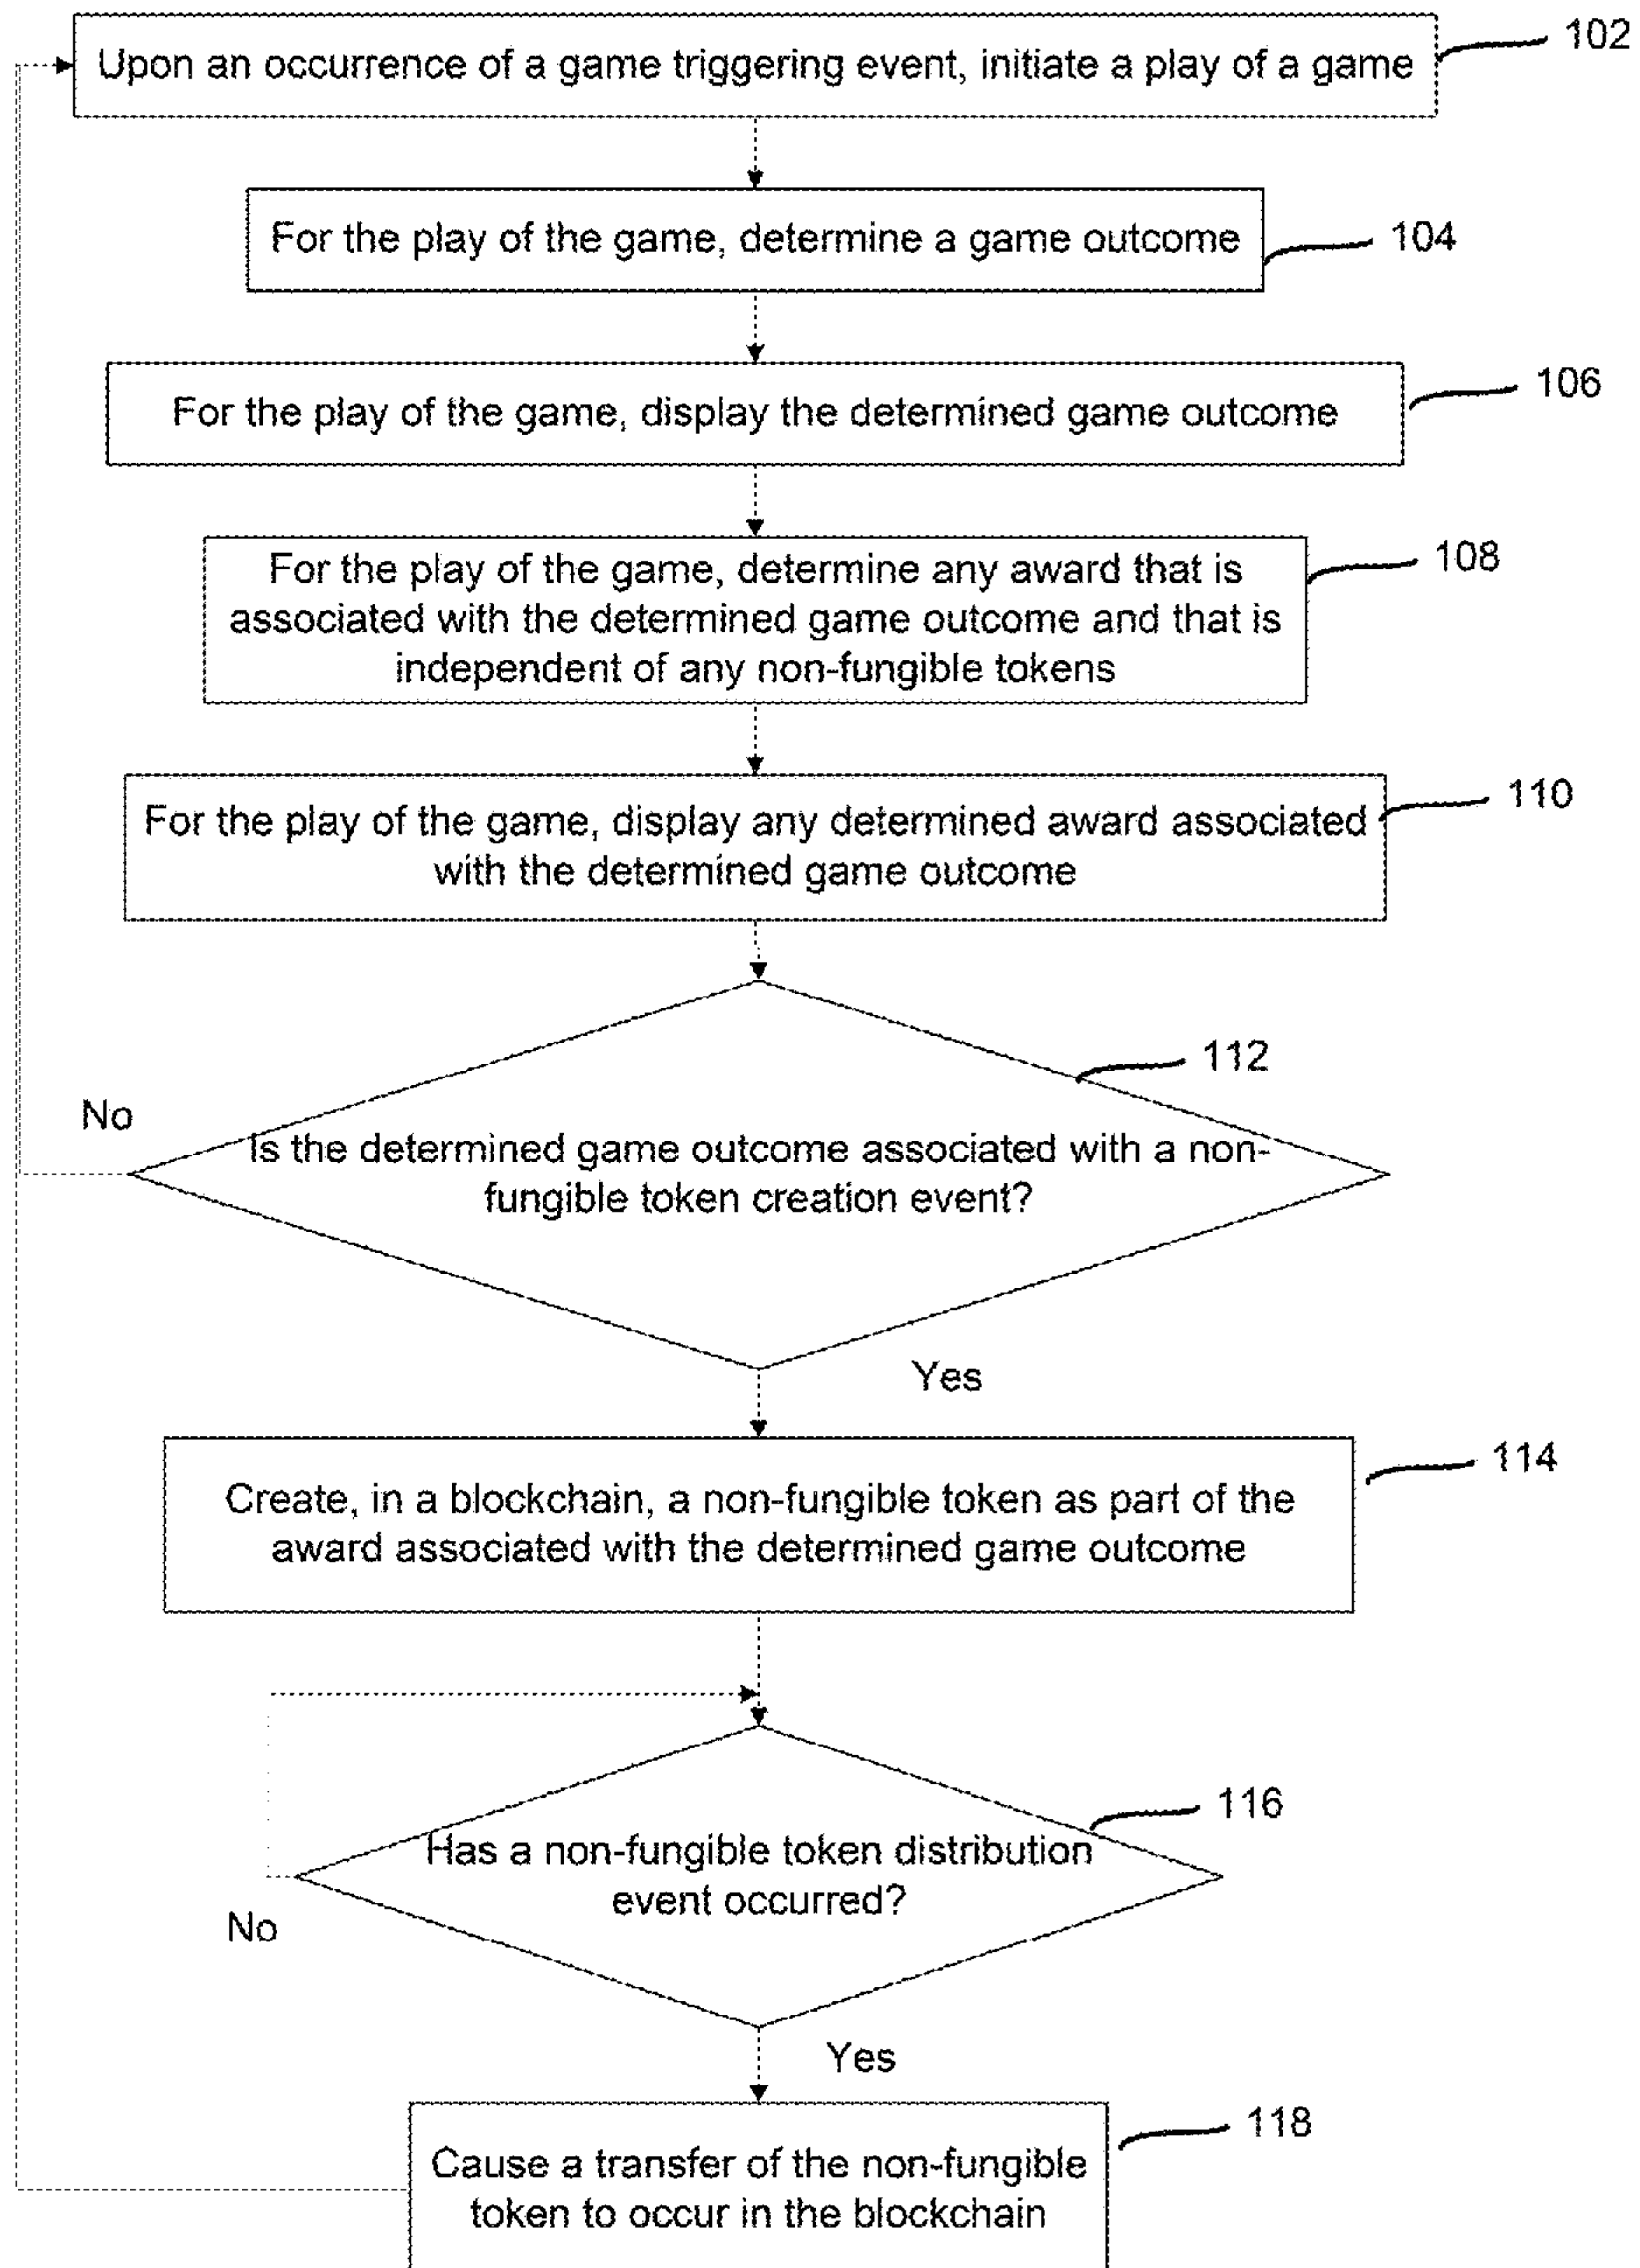 Upon an occurrence of a game triggering event, initiate a play of a game
102
For the play of the game, determine a game outcome
104
For the play of the game, display the determined game outcome
106
For the play of the game, determine any award that is
associated with the determined game outcome and that is
independent of any non-fungible tokens
108
For the play of the game, display any determined award associated
with the determined game outcome
110
112
No
Is the determined game outcome associated with a non-
fungible token creation event?
Yes
Create, in a blockchain, a non-fungible token as part of the
award associated with the determined game outcome
114
116
Has a non-fungible token distribution
event occurred?
No
Yes
118
Cause a transfer of the non-fungible
token to occur in the blockchain